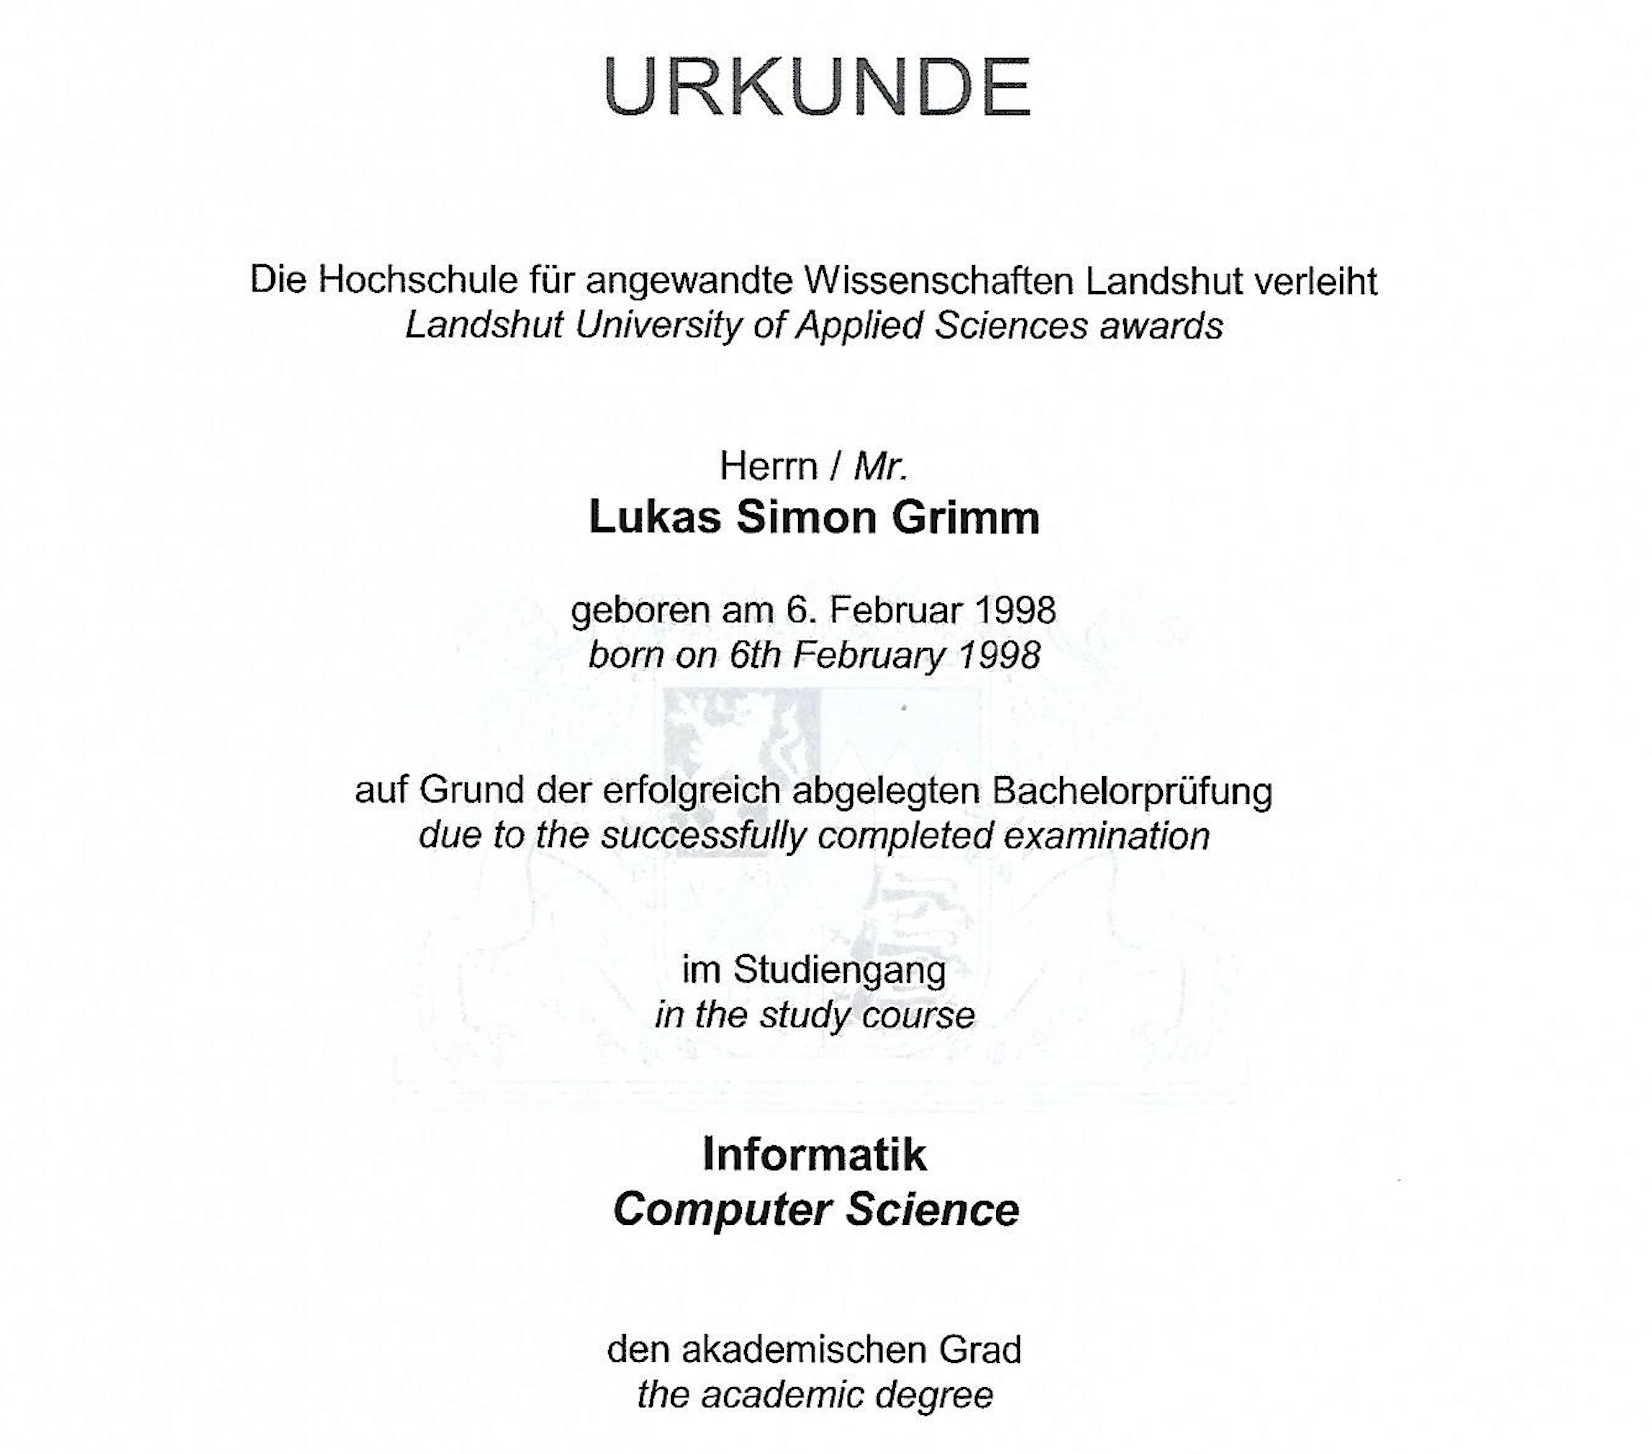 URKUNDE
Die Hochschule für angewandte Wissenschaften Landshut verleiht
Landshut University of Applied Sciences awards
Herrn / Mr.
Lukas Simon Grimm
geboren am 6. Februar 1998
born on 6th February 1998
auf Grund der erfolgreich abgelegten Bachelorprüfung
due to the successfully completed examination
im Studiengang
in the study course
Informatik
Computer Science
den akademischen Grad
the academic degree